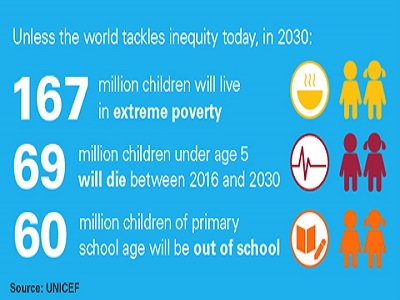 Unless the world tackles inequity today, in 2030:
167 million children will live
in extreme poverty
69 million children under age 5
will die between 2016 and 2030
60 million children of primary
school age will be out of school
Source: UNICEF